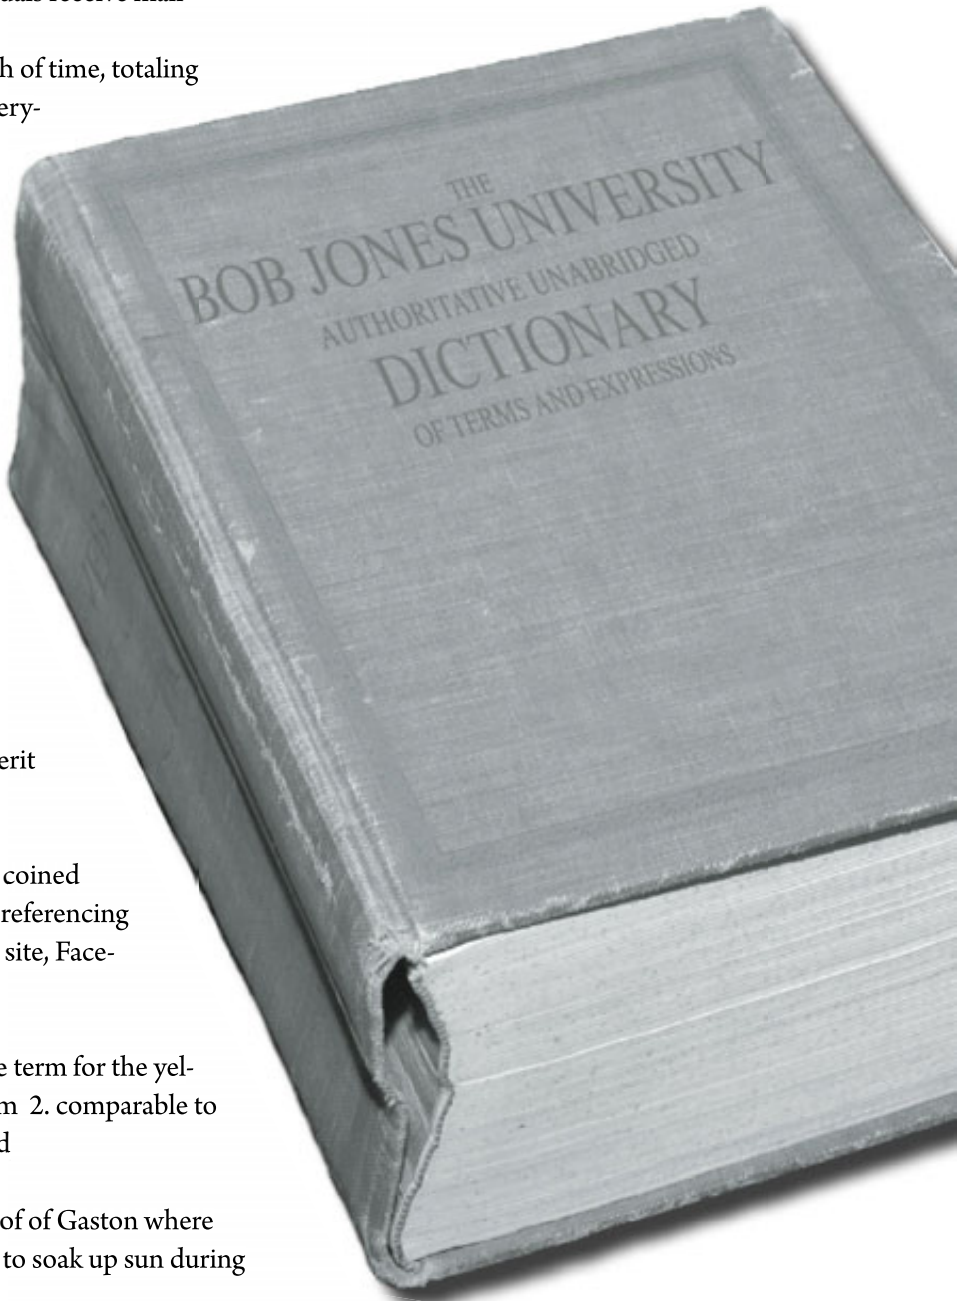 h of time, totaling
ery-
THE
BOB JONES UNIVERSITY
AUTHORITATIVE UNABRIDGED
DICTIONARY
OF TERMS AND EXPRESSIONS
erit
coined
referencing
site, Face-
e term for the yel-
m 2. comparable to
d
of of Gaston where
to soak up sun during